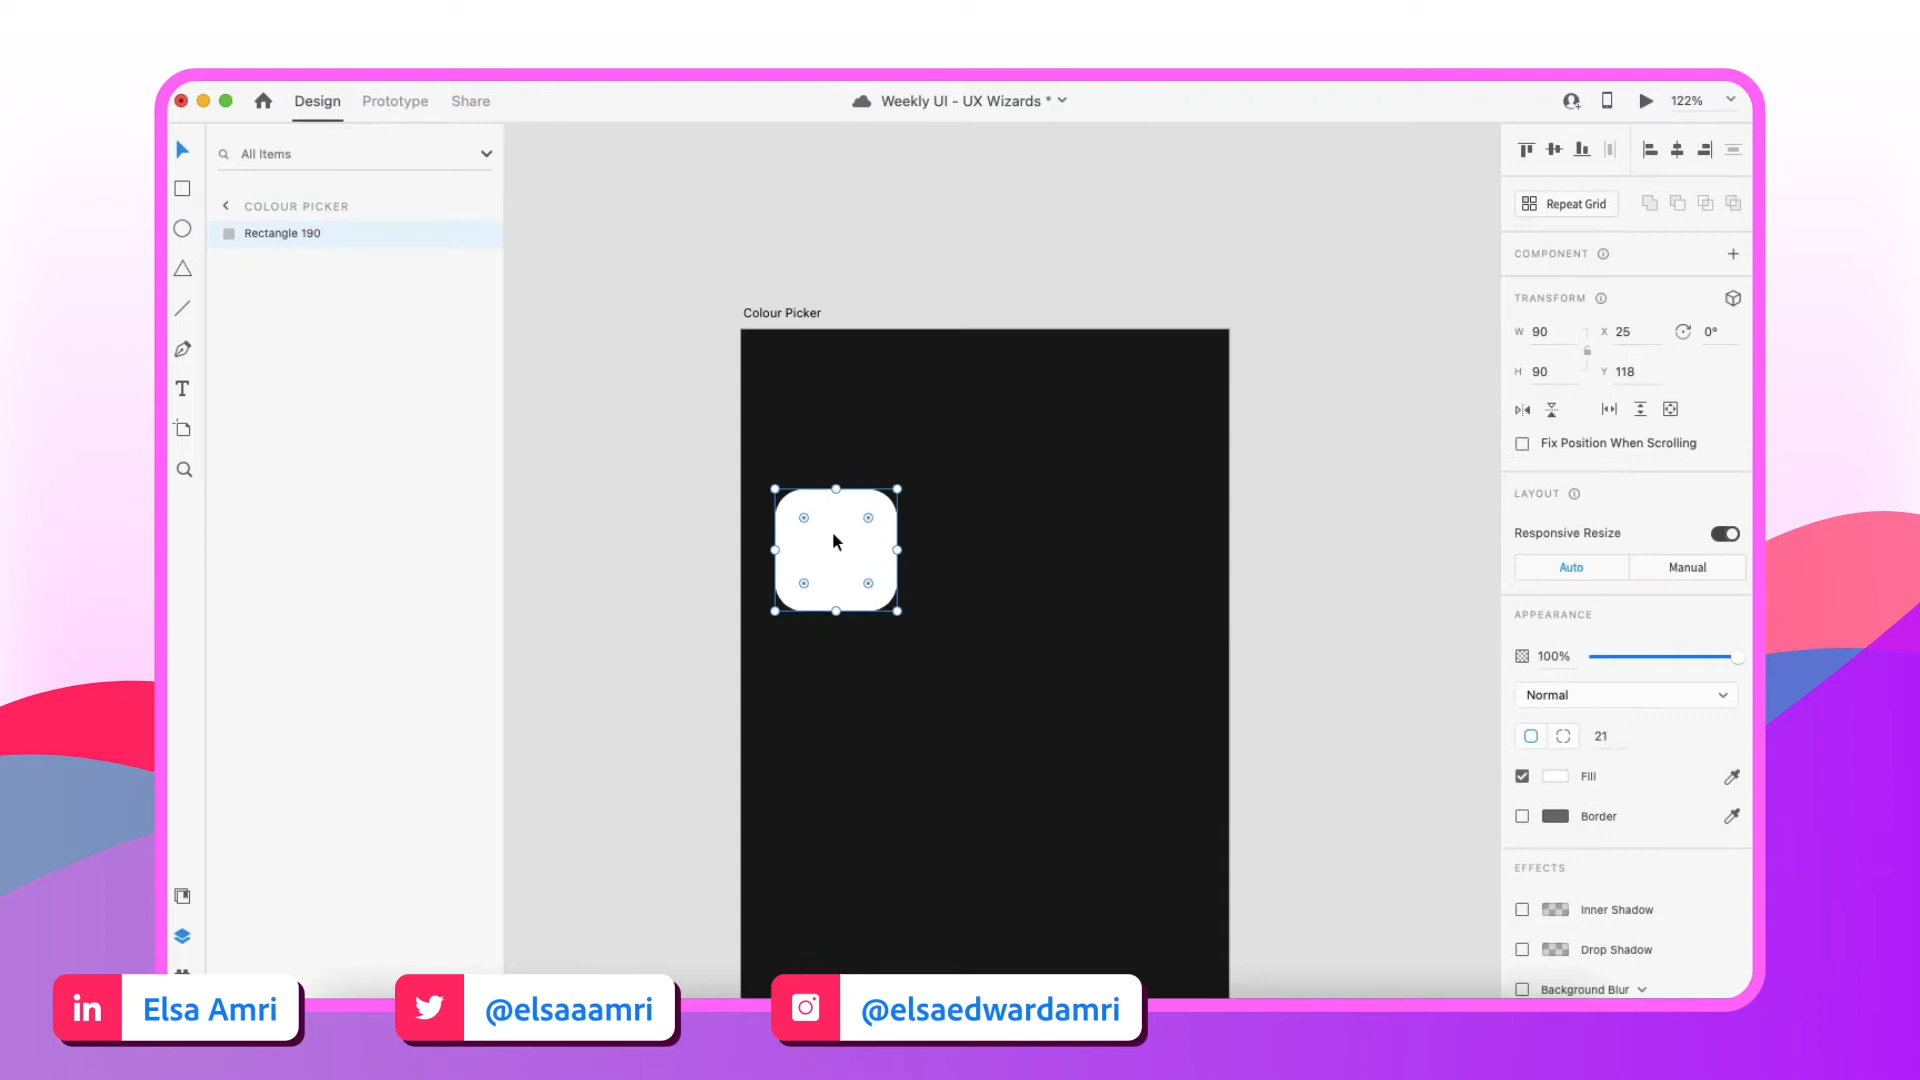 Design Prototype Share
Weekly UI - UX Wizards *
122%
All Items
COLOUR PICKER
Rectangle 190
Colour Picker
Repeat Grid
COMPONENT
TRANSFORM
W 90 X 25 0°
H 90 Y 118
Fix Position When Scrolling
LAYOUT
Responsive Resize
Auto Manual
APPEARANCE
100%
Normal
21
Fill
Border
EFFECTS
Inner Shadow
Drop Shadow
Background Blur
in Elsa Amri
@elsaaamri
@elsaedwardamri